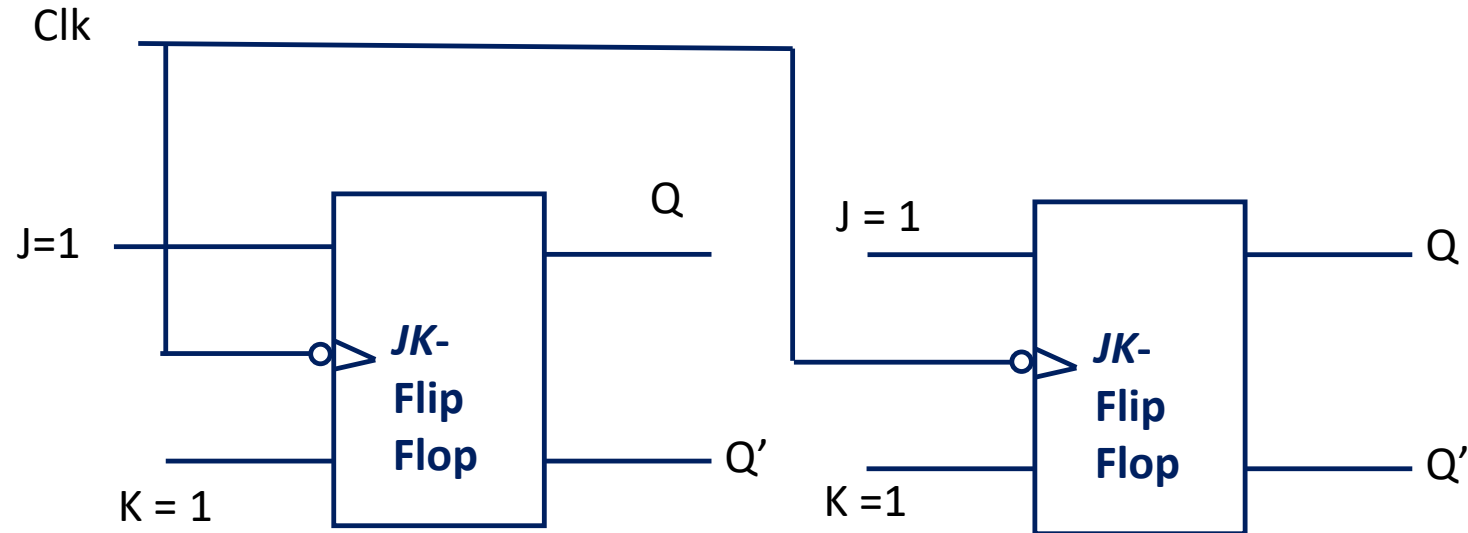 Clk
J=1
Q
J = 1
Q
JK-
Flip
Flop
JK-
Flip
Flop
Q’
Q’
K = 1
K =1